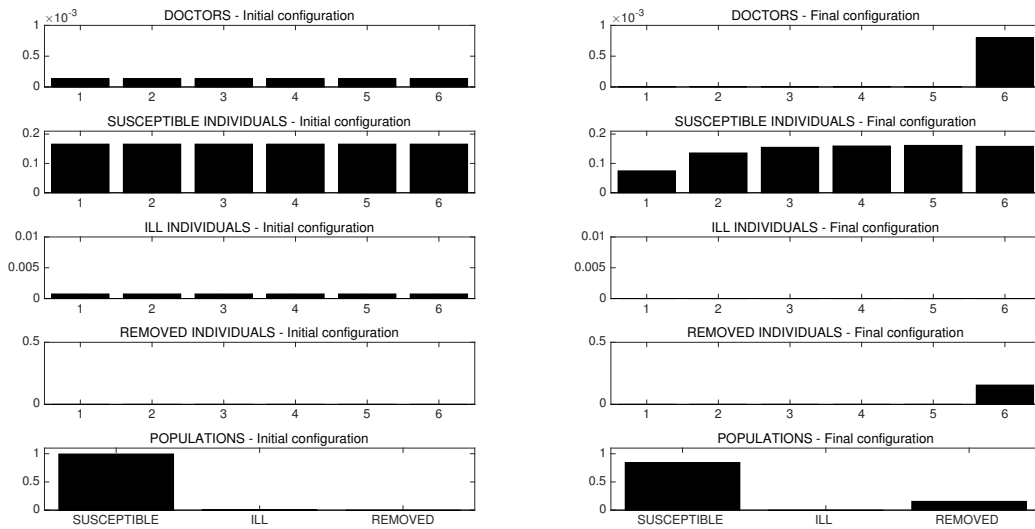 DOCTORS - Initial configuration
×10⁻³
1
0.5
0
1 2 3 4 5 6
SUSCEPTIBLE INDIVIDUALS - Initial configuration
0.2
0.1
0
1 2 3 4 5 6
ILL INDIVIDUALS - Initial configuration
0.01
0.005
0
1 2 3 4 5 6
REMOVED INDIVIDUALS - Initial configuration
0.5
0
1 2 3 4 5 6
POPULATIONS - Initial configuration
1
0.5
0
SUSCEPTIBLE ILL REMOVED
DOCTORS - Final configuration
×10⁻³
1
0.5
0
1 2 3 4 5 6
SUSCEPTIBLE INDIVIDUALS - Final configuration
0.2
0.1
0
1 2 3 4 5 6
ILL INDIVIDUALS - Final configuration
0.01
0.005
0
1 2 3 4 5 6
REMOVED INDIVIDUALS - Final configuration
0.5
0
1 2 3 4 5 6
POPULATIONS - Final configuration
1
0.5
0
SUSCEPTIBLE ILL REMOVED